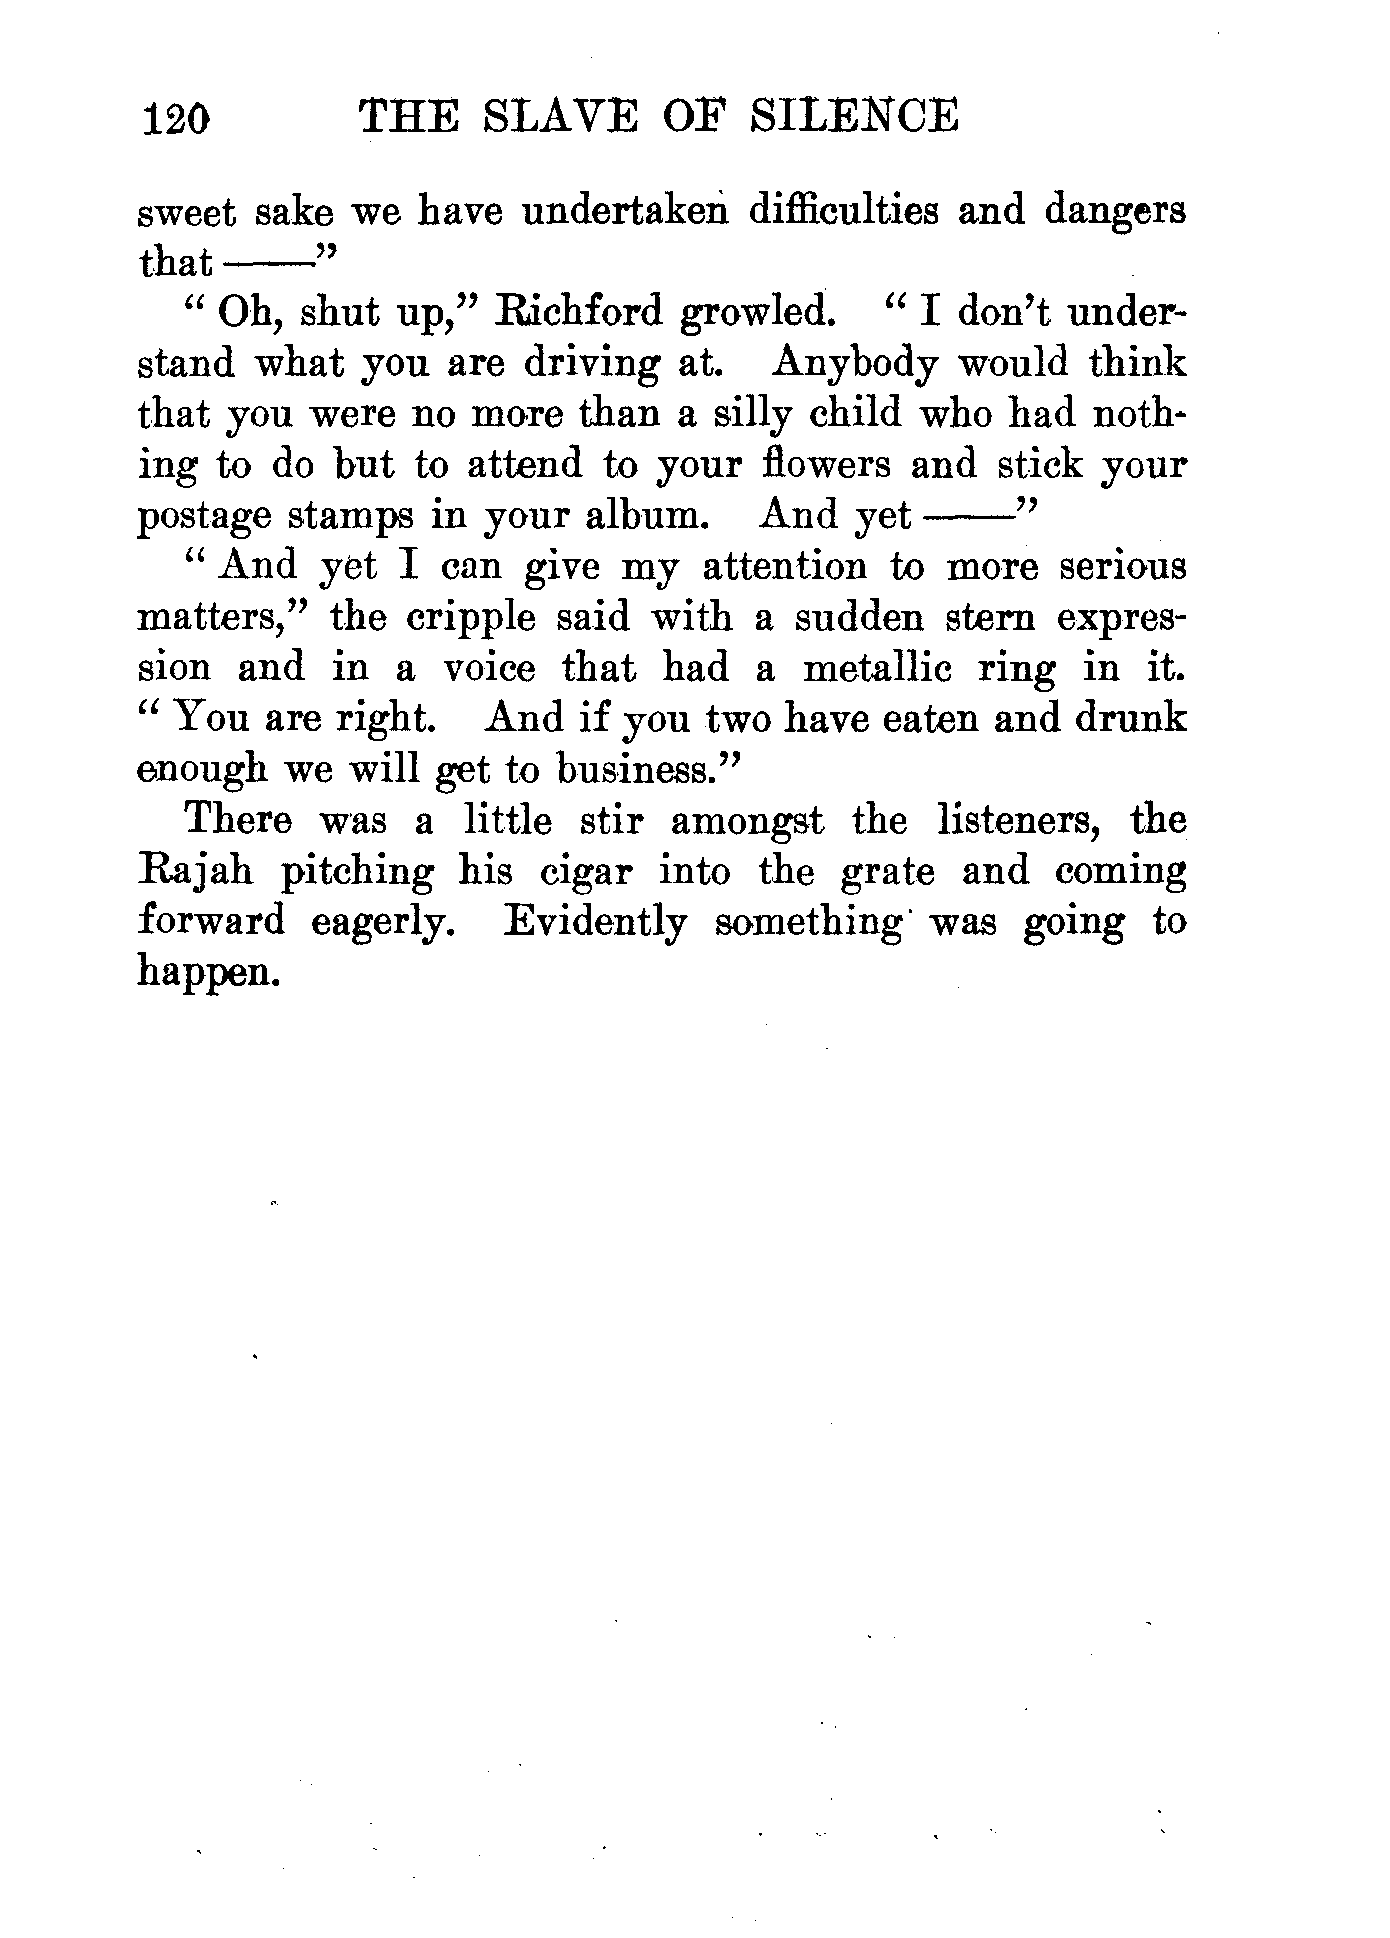 120 THE SLAVE OF SILENCE
sweet sake we have undertaken difficulties and dangers
that ——”
“ Oh, shut up,” Richford growled. “ I don’t under-
stand what you are driving at. Anybody would think
that you were no more than a silly child who had noth-
ing to do but to attend to your flowers and stick your
postage stamps in your album. And yet ——”
“ And yet I can give my attention to more serious
matters,” the cripple said with a sudden stern expres-
sion and in a voice that had a metallic ring in it.
“ You are right. And if you two have eaten and drunk
enough we will get to business.”
There was a little stir amongst the listeners, the
Rajah pitching his cigar into the grate and coming
forward eagerly. Evidently something was going to
happen.